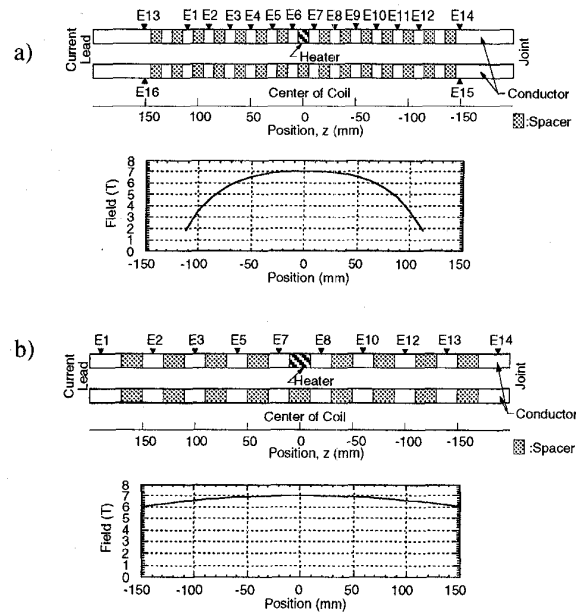 a)
E13 E1 E2 E3 E4 E5 E6 E7 E8 E9 E10 E11 E12 E14
Current Lead
Joint
Heater
E16 Center of Coil E15
Conductor
:Spacer
150 100 50 0 -50 -100 -150
Position, z (mm)
Field (T)
8
7
6
5
4
3
2
1
0
-150 -100 -50 0 50 100 150
Position (mm)
b)
E1 E2 E3 E5 E7 E8 E10 E12 E13 E14
Current Lead
Joint
Heater
Center of Coil
Conductor
:Spacer
150 100 50 0 -50 -100 -150
Position, z (mm)
Field (T)
8
7
6
5
4
3
2
1
0
-150 -100 -50 0 50 100 150
Position (mm)